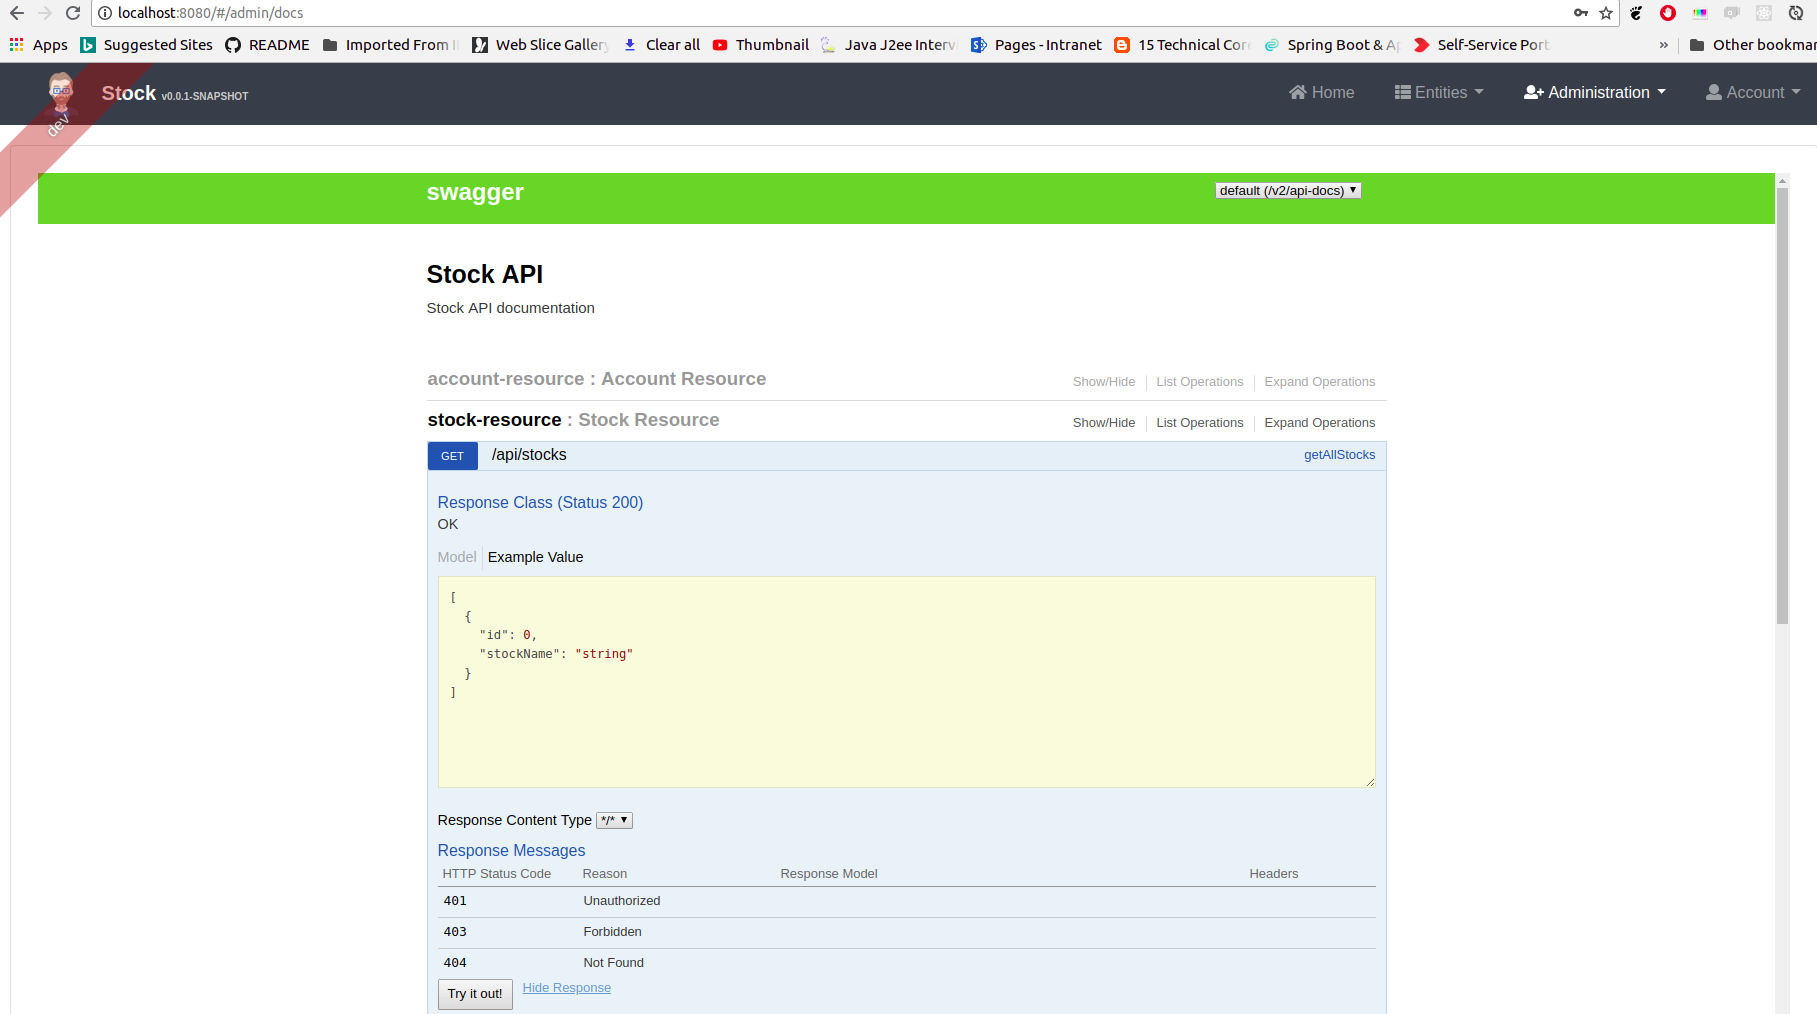 localhost:8080/#/admin/docs
Apps Suggested Sites README Imported From Web Slice Gallery Clear all Thumbnail Java J2ee Interv Pages - Intranet 15 Technical Cor Spring Boot & Ap Self-Service Port » Other bookmar
Stock v0.0.1-SNAPSHOT Home Entities Administration Account
dev
swagger default (/v2/api-docs)
Stock API
Stock API documentation
account-resource : Account Resource Show/Hide List Operations Expand Operations
stock-resource : Stock Resource Show/Hide List Operations Expand Operations
GET /api/stocks getAllStocks
Response Class (Status 200)
OK
Model Example Value
[
{
"id": 0,
"stockName": "string"
}
]
Response Content Type */*
Response Messages
HTTP Status Code Reason Response Model Headers
401 Unauthorized
403 Forbidden
404 Not Found
Try it out! Hide Response